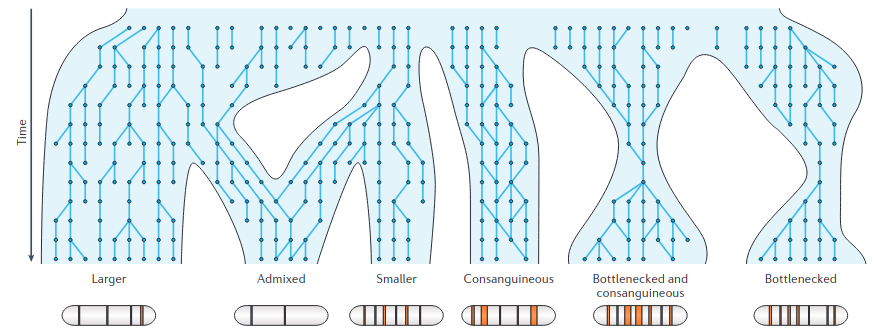 Time
Larger
Admixed
Smaller
Consanguineous
Bottlenecked and
consanguineous
Bottlenecked